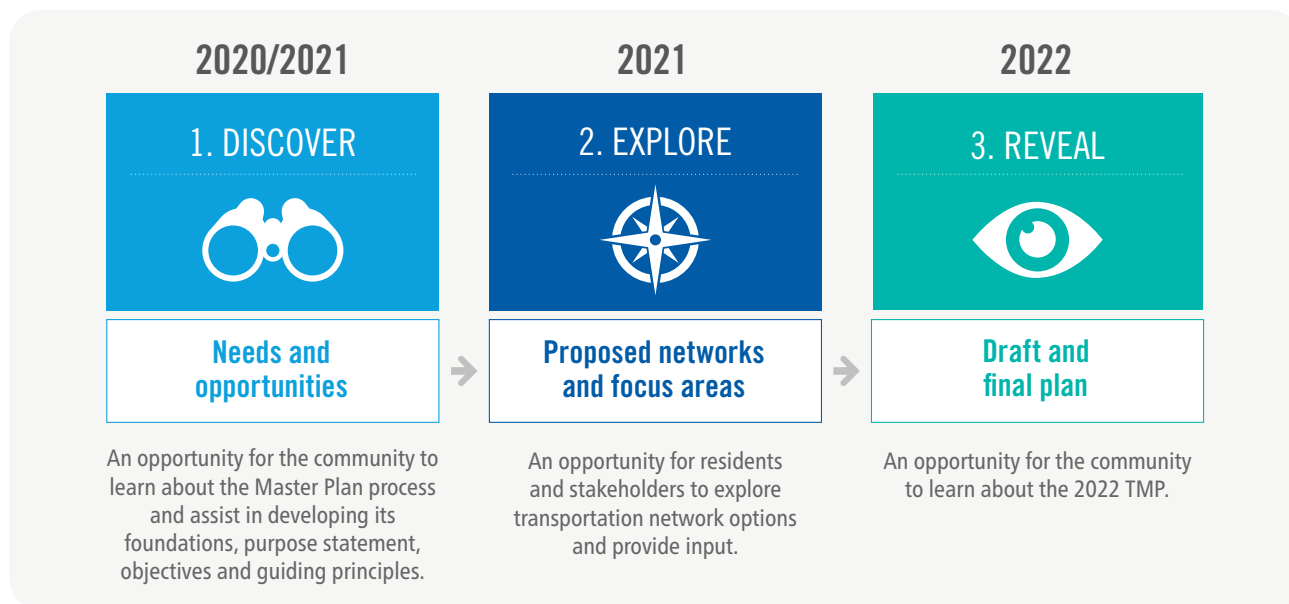 2020/2021
1. DISCOVER
Needs and
opportunities
An opportunity for the community to
learn about the Master Plan process
and assist in developing its
foundations, purpose statement,
objectives and guiding principles.
2021
2. EXPLORE
Proposed networks
and focus areas
An opportunity for residents
and stakeholders to explore
transportation network options
and provide input.
2022
3. REVEAL
Draft and
final plan
An opportunity for the community
to learn about the 2022 TMP.